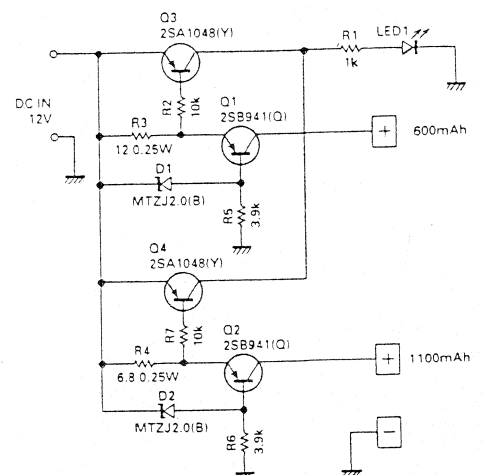 Q3
2SA1048(Y)
R1
1k
LED1
DC IN
12V
R2
10k
Q1
2SB941(Q)
R3
12 0.25W
+
600mAh
D1
MTZJ2.0(B)
R5
3.9k
Q4
2SA1048(Y)
R7
10k
Q2
2SB941(Q)
R4
6.8 0.25W
+
1100mAh
D2
MTZJ2.0(B)
R6
3.9k
−